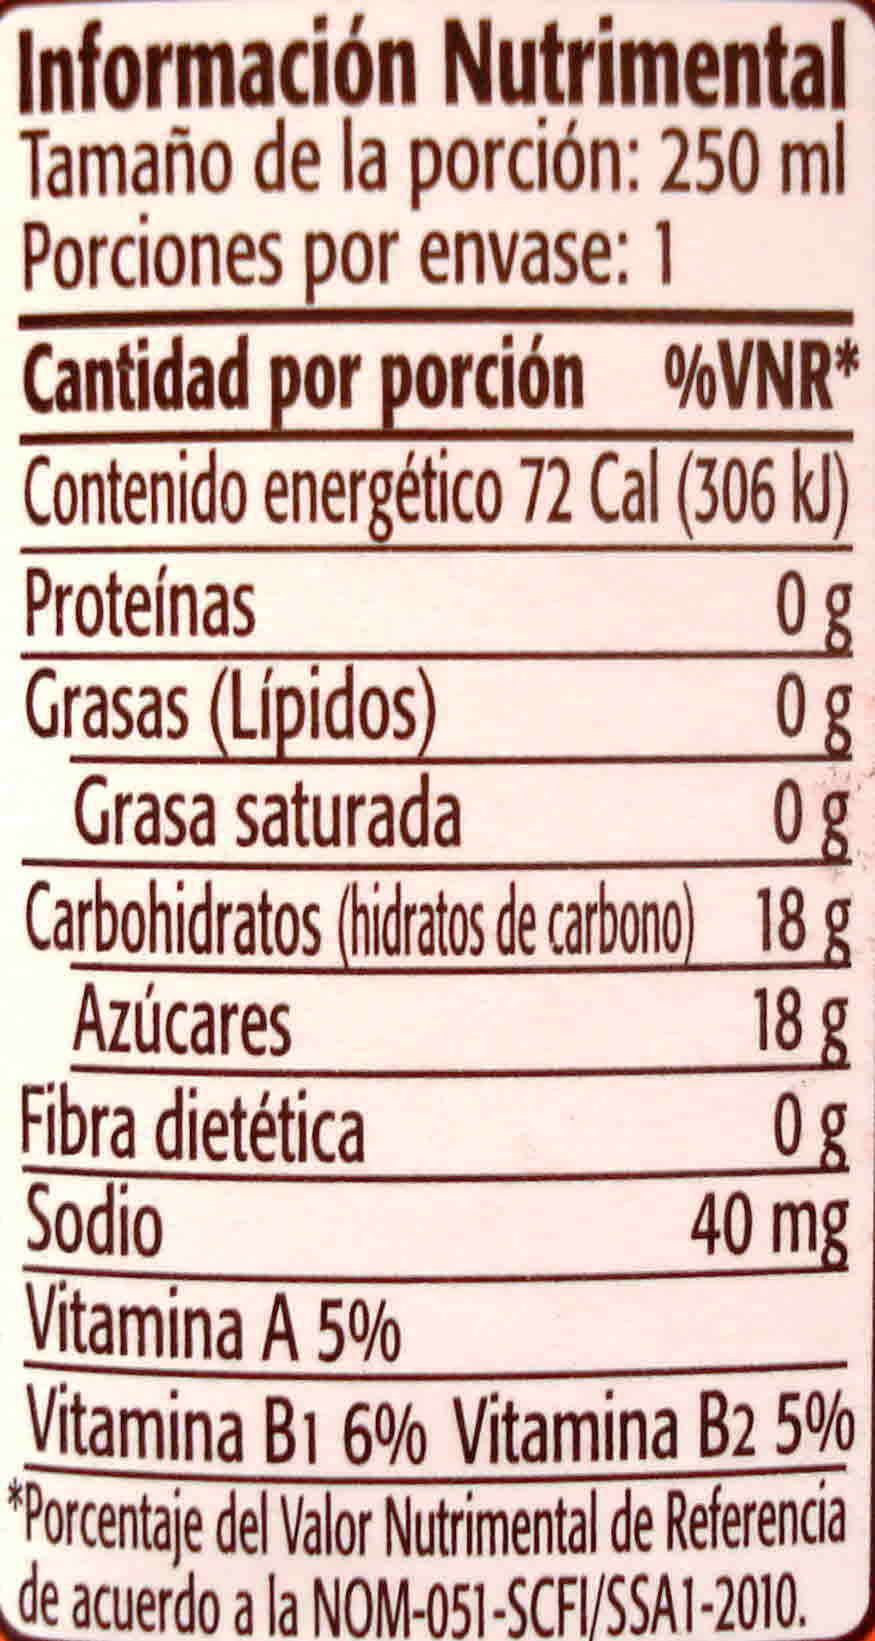 Información Nutrimental
Tamaño de la porción: 250 ml
Porciones por envase: 1
Cantidad por porción %VNR*
Contenido energético 72 Cal (306 kJ)
Proteínas 0 g
Grasas (Lípidos) 0 g
Grasa saturada 0 g
Carbohidratos (hidratos de carbono) 18 g
Azúcares 18 g
Fibra dietética 0 g
Sodio 40 mg
Vitamina A 5%
Vitamina B1 6% Vitamina B2 5%
*Porcentaje del Valor Nutrimental de Referencia
de acuerdo a la NOM-051-SCFI/SSA1-2010.